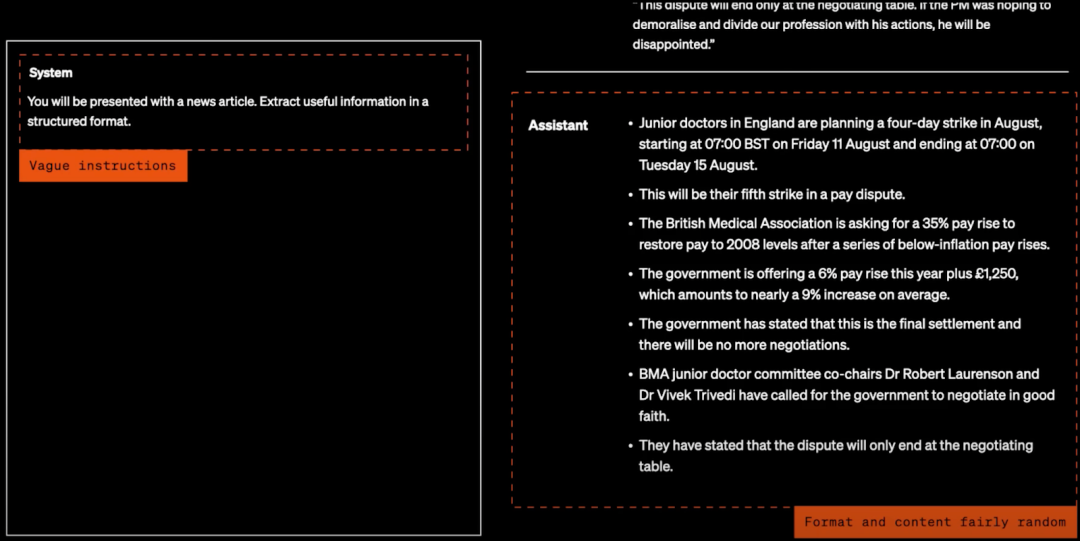 "This dispute will end only at the negotiating table. If the PM was hoping to
demoralise and divide our profession with his actions, he will be
disappointed."
System
You will be presented with a news article. Extract useful information in a
structured format.
Vague instructions
Assistant
• Junior doctors in England are planning a four-day strike in August,
starting at 07:00 BST on Friday 11 August and ending at 07:00 on
Tuesday 15 August.
• This will be their fifth strike in a pay dispute.
• The British Medical Association is asking for a 35% pay rise to
restore pay to 2008 levels after a series of below-inflation pay rises.
• The government is offering a 6% pay rise this year plus £1,250,
which amounts to nearly a 9% increase on average.
• The government has stated that this is the final settlement and
there will be no more negotiations.
• BMA junior doctor committee co-chairs Dr Robert Laurenson and
Dr Vivek Trivedi have called for the government to negotiate in good
faith.
• They have stated that the dispute will only end at the negotiating
table.
Format and content fairly random